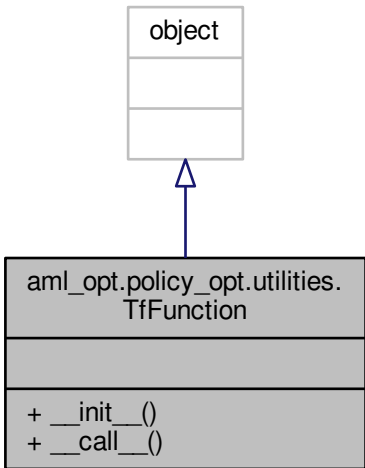 object
aml_opt.policy_opt.utilities.
TfFunction
+ __init__()
+ __call__()